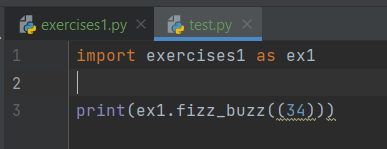 exercises1.py × test.py ×
1 import exercises1 as ex1
2
3 print(ex1.fizz_buzz((34)))